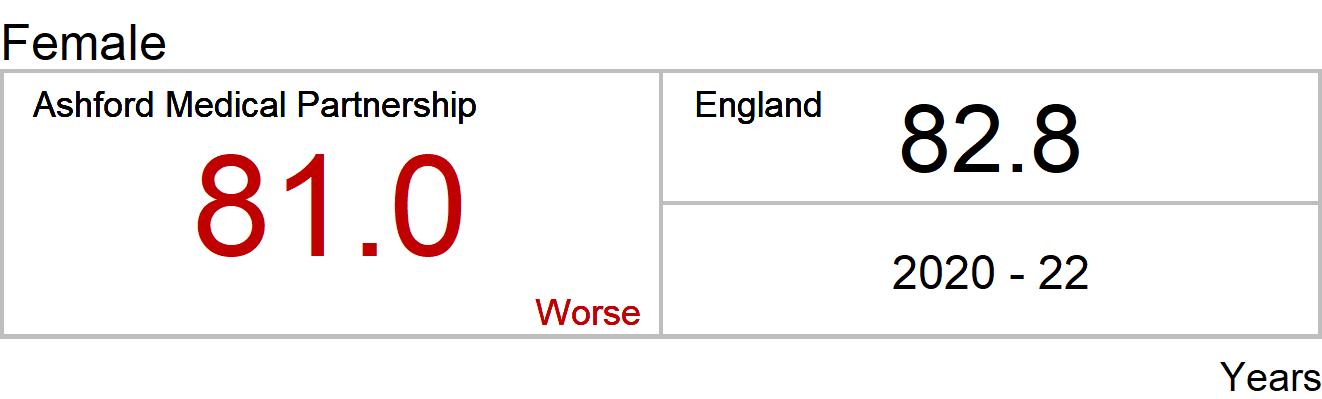 Female
Ashford Medical Partnership
81.0
Worse
England
82.8
2020 - 22
Years